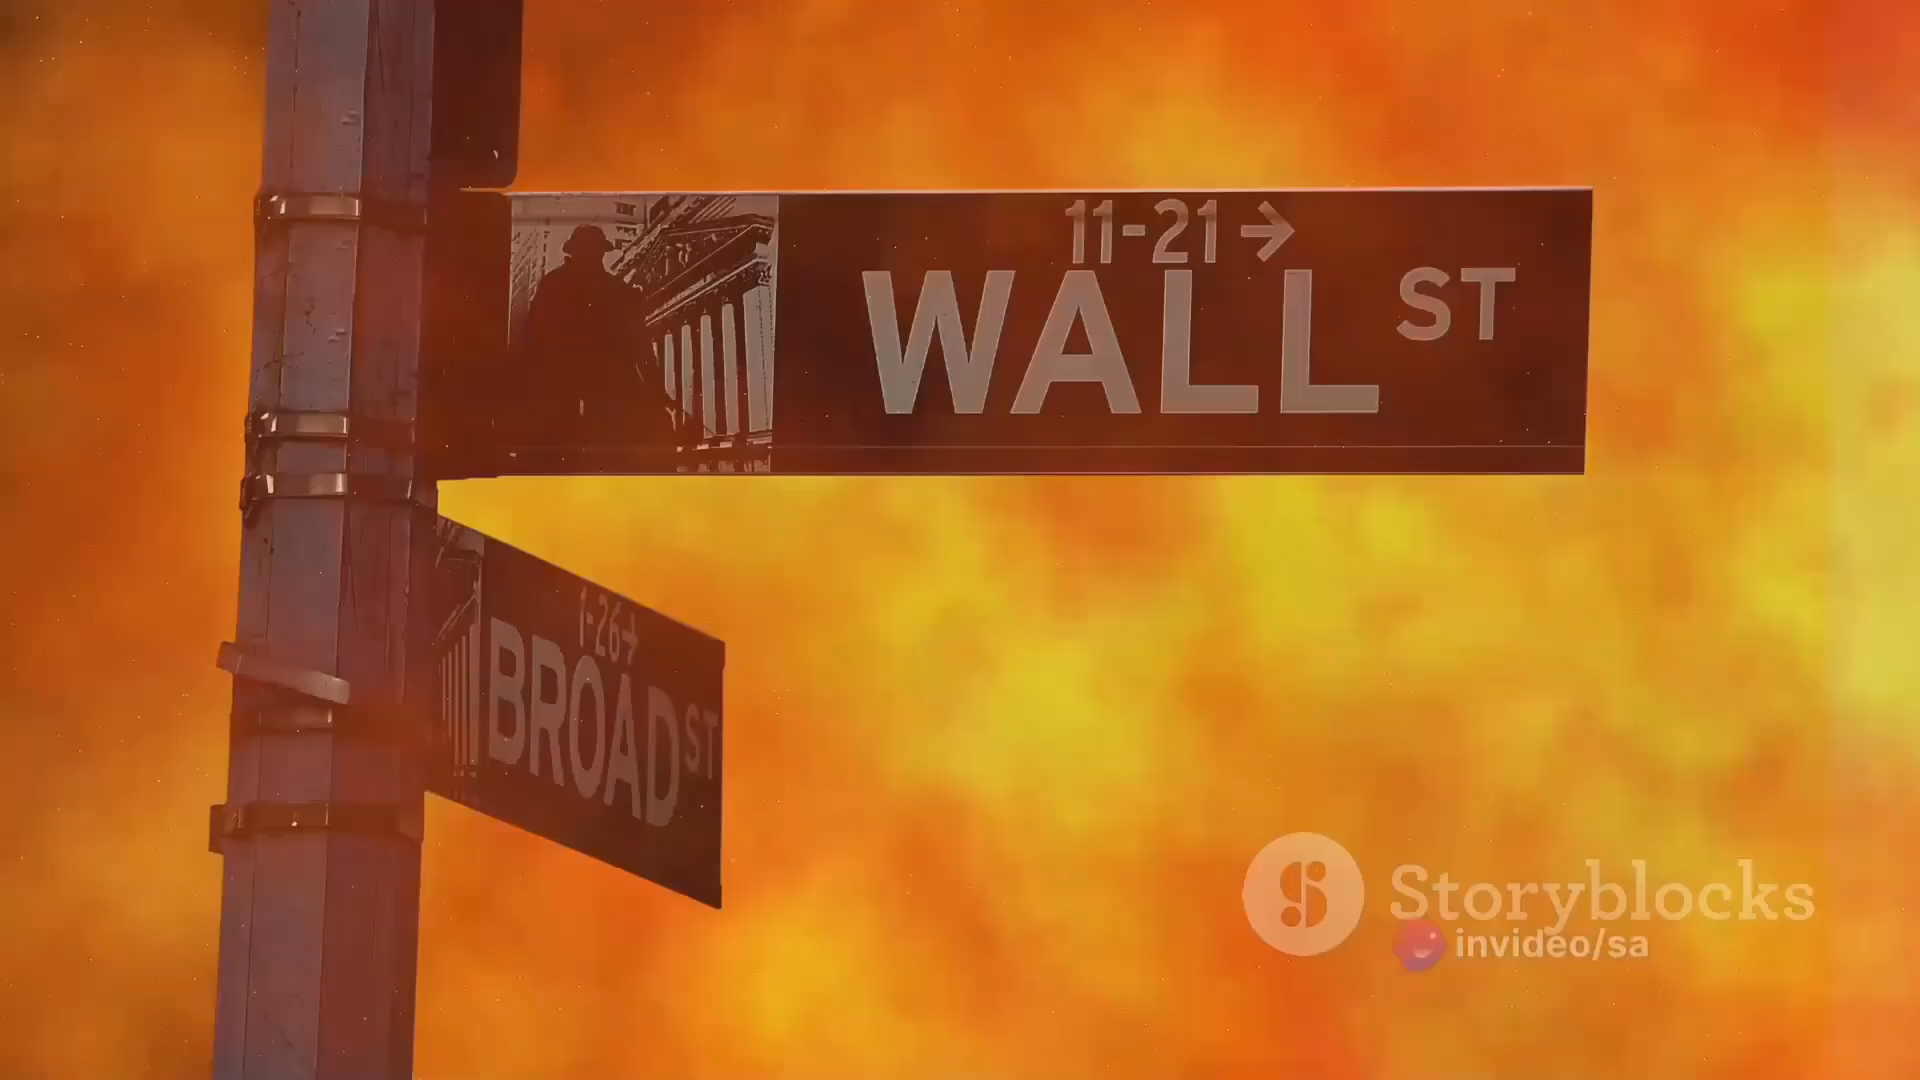 11-21→
WALL ST
1-26→
BROAD ST
Storyblocks
invideo/sa